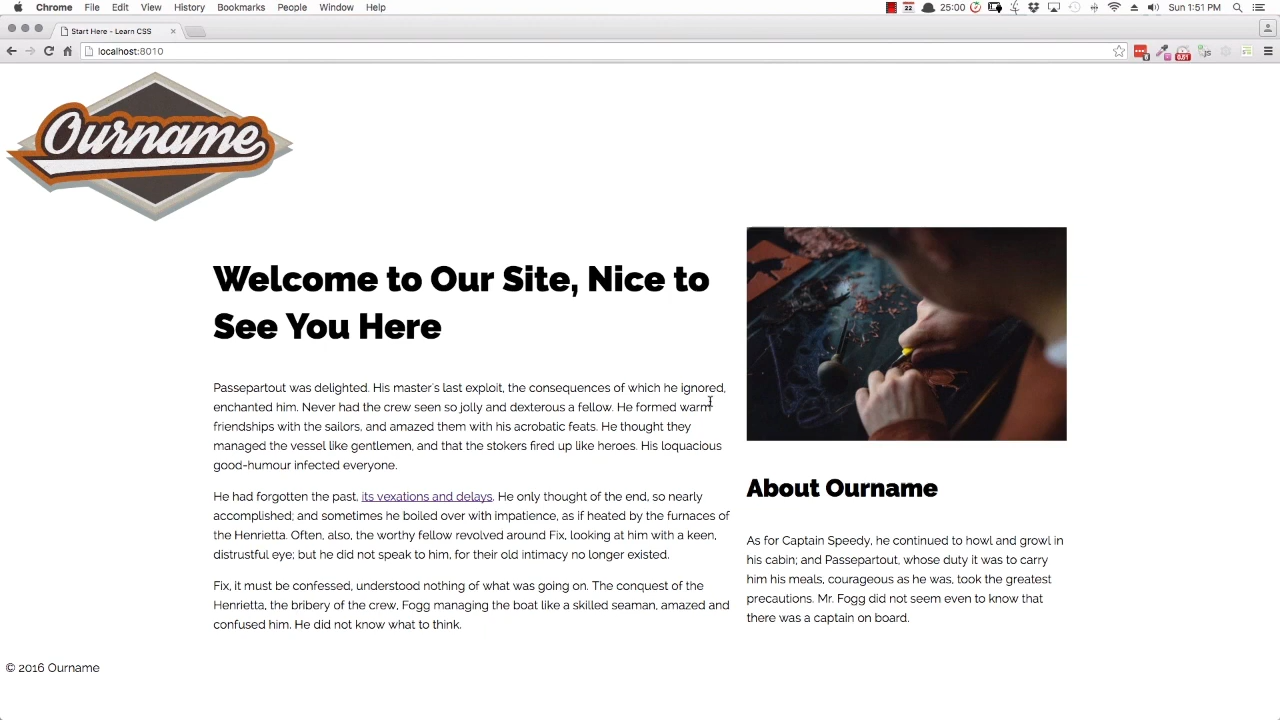 Chrome File Edit View History Bookmarks People Window Help 22 25:00 Sun 1:51 PM
Start Here - Learn CSS
localhost:8010
Ourname
Welcome to Our Site, Nice to
See You Here
Passepartout was delighted. His master's last exploit, the consequences of which he ignored,
enchanted him. Never had the crew seen so jolly and dexterous a fellow. He formed warm
friendships with the sailors, and amazed them with his acrobatic feats. He thought they
managed the vessel like gentlemen, and that the stokers fired up like heroes. His loquacious
good-humour infected everyone.
He had forgotten the past, its vexations and delays. He only thought of the end, so nearly
accomplished; and sometimes he boiled over with impatience, as if heated by the furnaces of
the Henrietta. Often, also, the worthy fellow revolved around Fix, looking at him with a keen,
distrustful eye; but he did not speak to him, for their old intimacy no longer existed.
Fix, it must be confessed, understood nothing of what was going on. The conquest of the
Henrietta, the bribery of the crew, Fogg managing the boat like a skilled seaman, amazed and
confused him. He did not know what to think.
About Ourname
As for Captain Speedy, he continued to howl and growl in
his cabin; and Passepartout, whose duty it was to carry
him his meals, courageous as he was, took the greatest
precautions. Mr. Fogg did not seem even to know that
there was a captain on board.
© 2016 Ourname